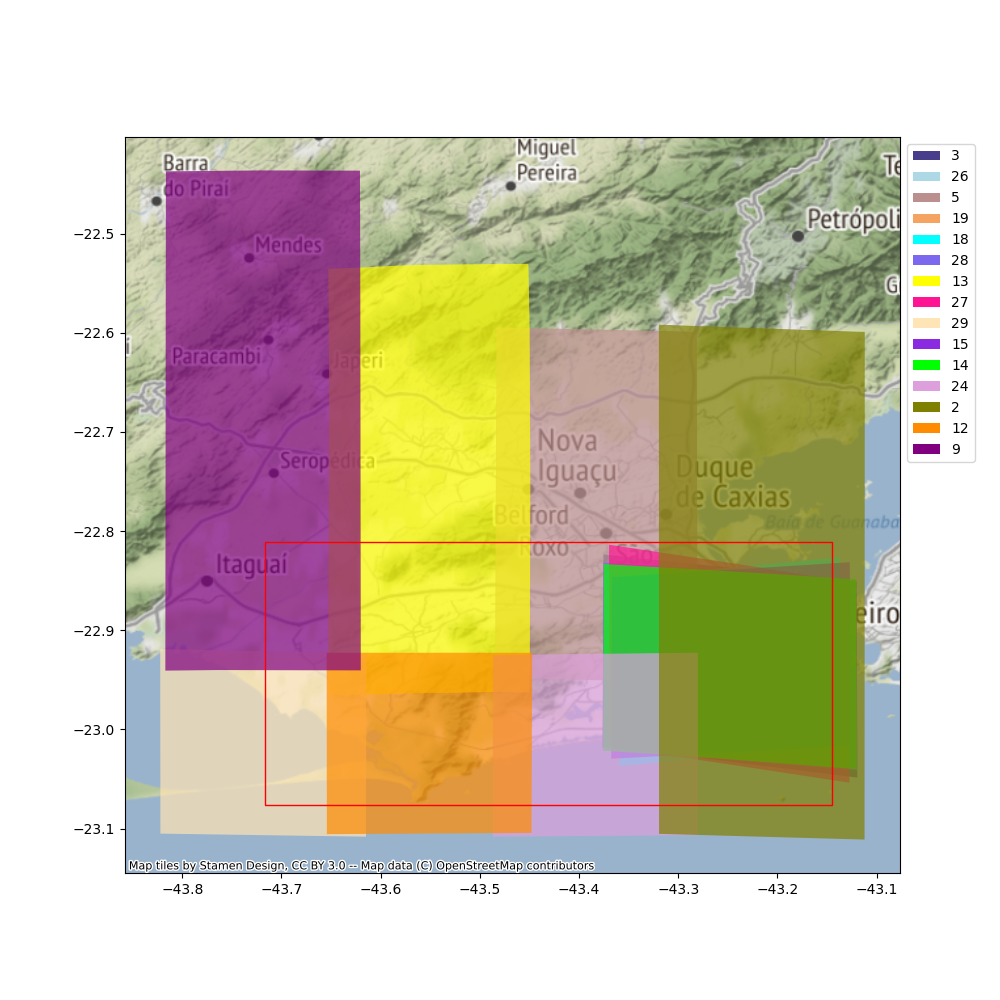 Miguel
Pereira
Barra
do Piraí
Te
Petrópoli
Mendes
G
i
Paracambi
Japeri
Nova
Iguaçu
Seropédica
Duque
de Caxias
Belford
Roxo
Baía de Guanaba
São
Itaguaí
eiro
Map tiles by Stamen Design, CC BY 3.0 -- Map data (C) OpenStreetMap contributors
−22.5
−22.6
−22.7
−22.8
−22.9
−23.0
−23.1
−43.8 −43.7 −43.6 −43.5 −43.4 −43.3 −43.2 −43.1
3
26
5
19
18
28
13
27
29
15
14
24
2
12
9